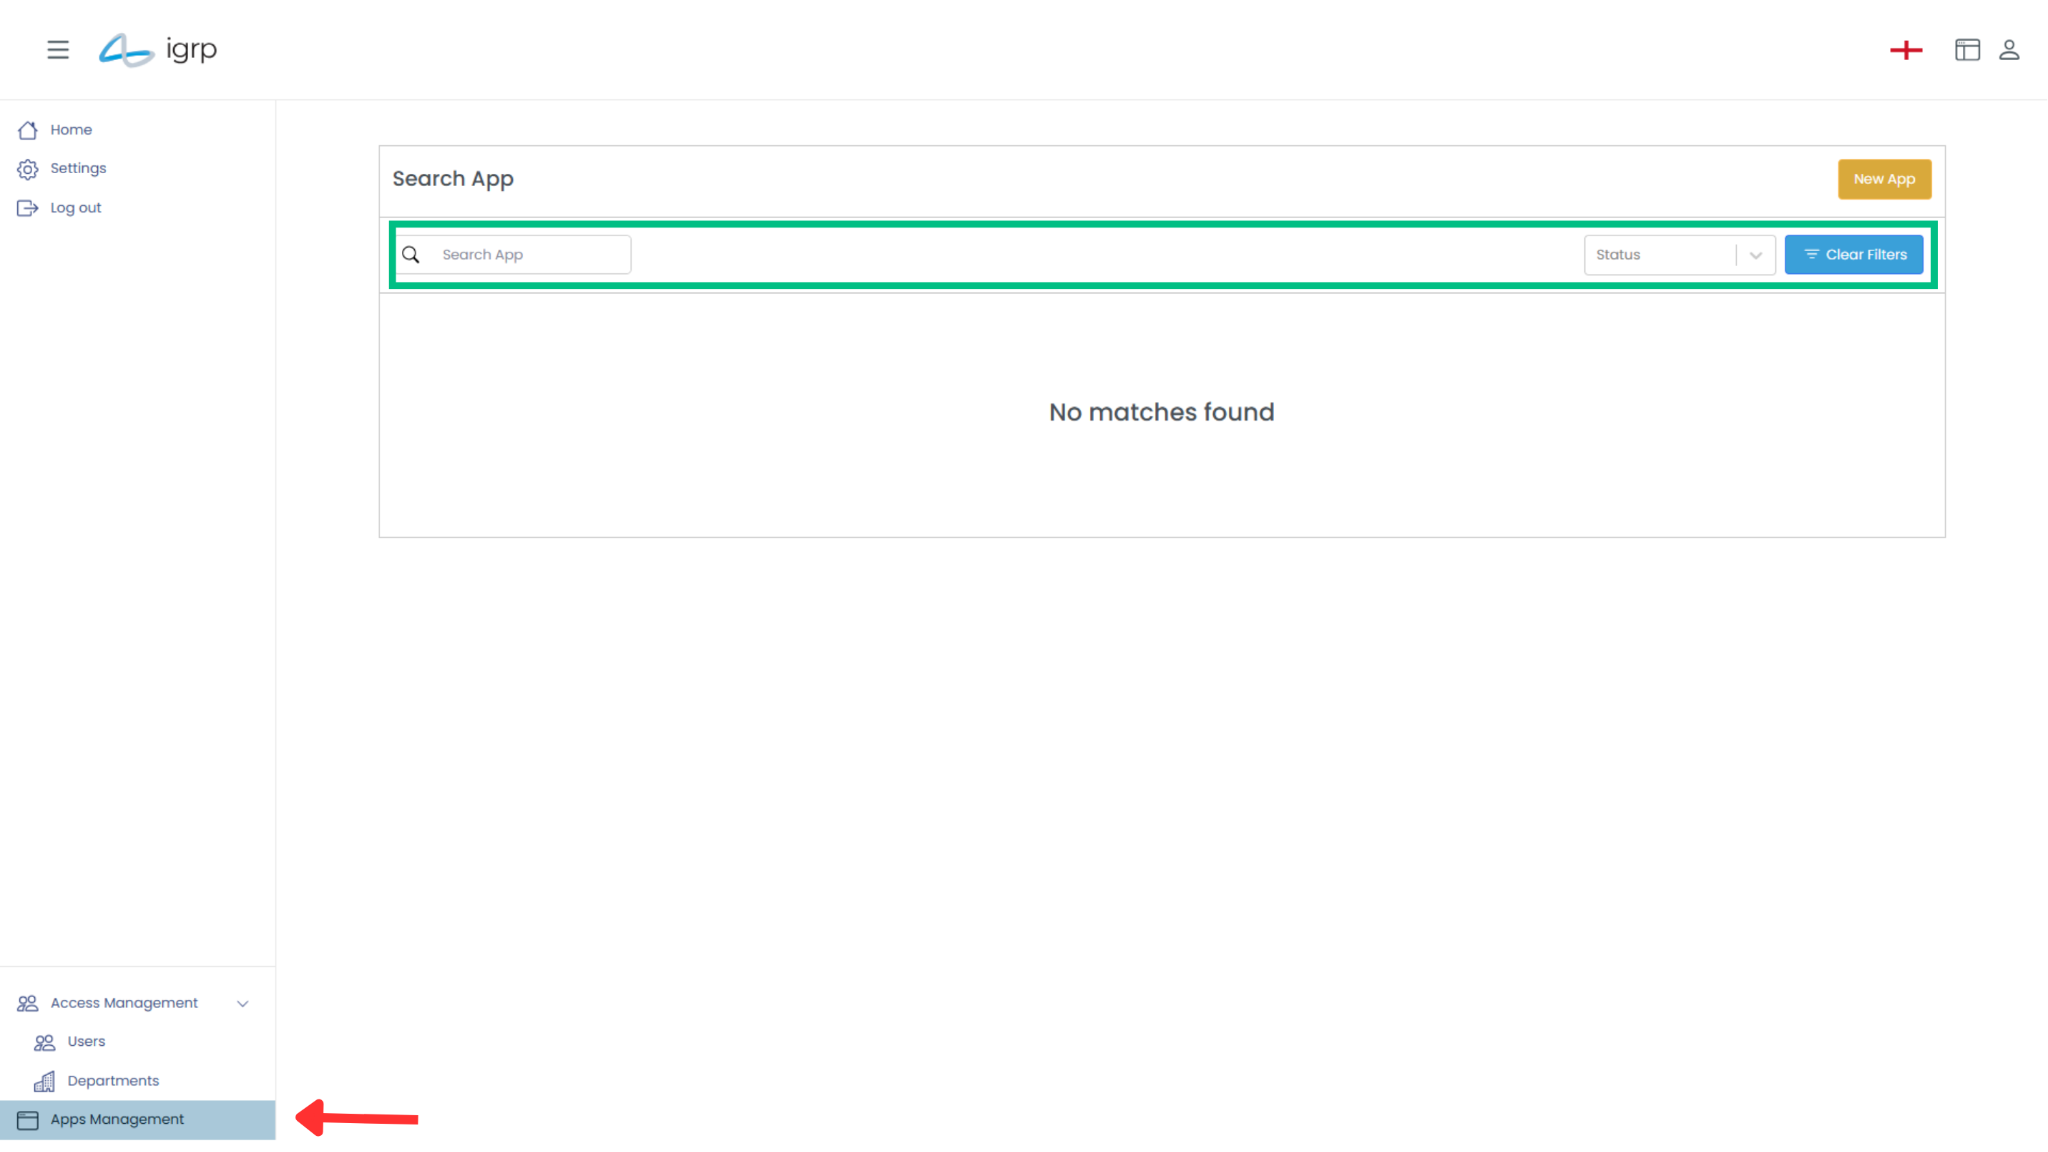 igrp
Home
Settings
Log out
Search App
New App
Search App
Status
Clear Filters
No matches found
Access Management
Users
Departments
Apps Management